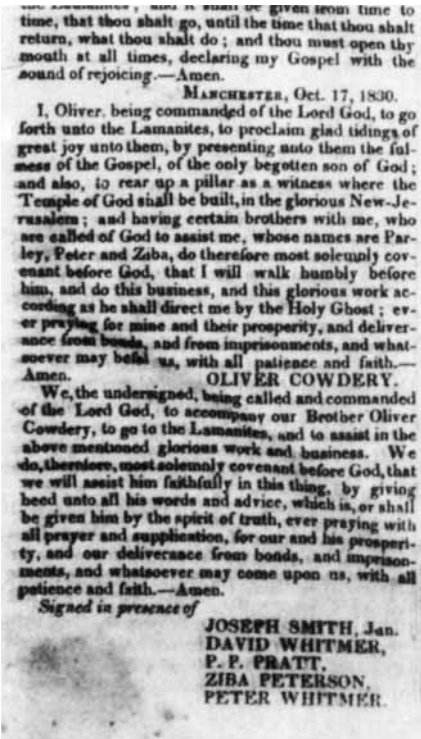 the Lamanites; and it shall be given from time to
time, that thou shalt go, until the time that thou shalt
return, what thou shalt do; and thou must open thy
mouth at all times, declaring my Gospel with the
sound of rejoicing.—Amen.
MANCHESTER, Oct. 17, 1830.
I, Oliver, being commanded of the Lord God, to go
forth unto the Lamanites, to proclaim glad tidings of
great joy unto them, by presenting unto them the ful-
ness of the Gospel, of the only begotten son of God;
and also, to rear up a pillar as a witness where the
Temple of God shall be built, in the glorious New-Je-
rusalem; and having certain brothers with me, who
are called of God to assist me, whose names are Par-
ley, Peter and Ziba, do therefore most solemnly cov-
enant before God, that I will walk humbly before
him, and do this business, and this glorious work ac-
cording as he shall direct me by the Holy Ghost; ev-
er praying for mine and their prosperity, and deliver-
ance from bonds, and from imprisonments, and what-
soever may befal us, with all patience and faith.—
Amen. OLIVER COWDERY.
We, the undersigned, being called and commanded
of the Lord God, to accompany our Brother Oliver
Cowdery, to go to the Lamanites, and to assist in the
above mentioned glorious work and business. We
do, therefore, most solemnly covenant before God, that
we will assist him faithfully in this thing, by giving
heed unto all his words and advice, which is, or shall
be given him by the spirit of truth, ever praying with
all prayer and supplication, for our and his prosperi-
ty, and our deliverance from bonds, and imprison-
ments, and whatsoever may come upon us, with all
patience and faith.—Amen.
Signed in presence of
JOSEPH SMITH, Jun.
DAVID WHITMER,
P. P. PRATT,
ZIBA PETERSON,
PETER WHITMER.